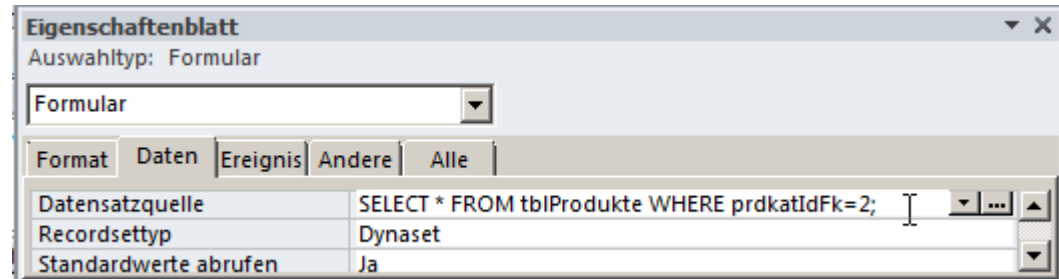 Eigenschaftenblatt
Auswahltyp: Formular
Formular
Format Daten Ereignis Andere Alle
Datensatzquelle SELECT * FROM tblProdukte WHERE prdkatIdFk=2;
Recordsettyp Dynaset
Standardwerte abrufen Ja